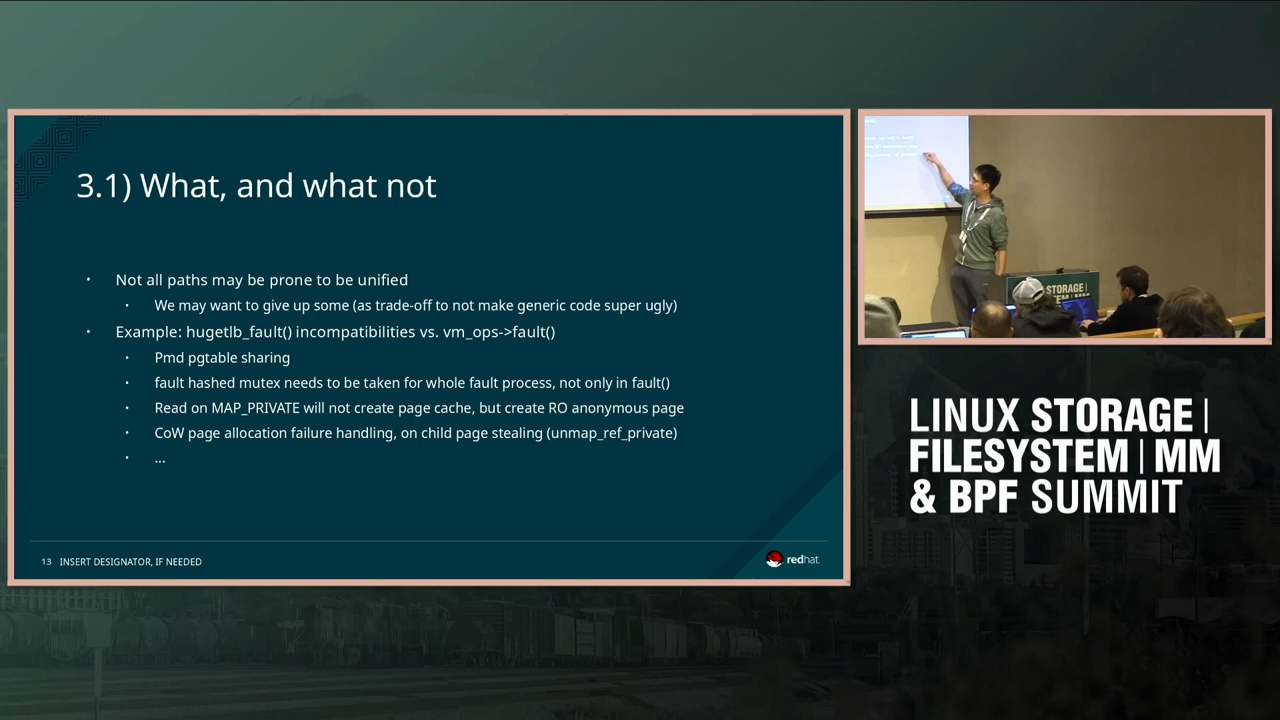 3.1) What, and what not
· Not all paths may be prone to be unified
· We may want to give up some (as trade-off to not make generic code super ugly)
· Example: hugetlb_fault() incompatibilities vs. vm_ops->fault()
· Pmd pgtable sharing
· fault hashed mutex needs to be taken for whole fault process, not only in fault()
· Read on MAP_PRIVATE will not create page cache, but create RO anonymous page
· CoW page allocation failure handling, on child page stealing (unmap_ref_private)
· ...
13 INSERT DESIGNATOR, IF NEEDED
redhat.
STORAGE |
LINUX STORAGE |
FILESYSTEM | MM
& BPF SUMMIT